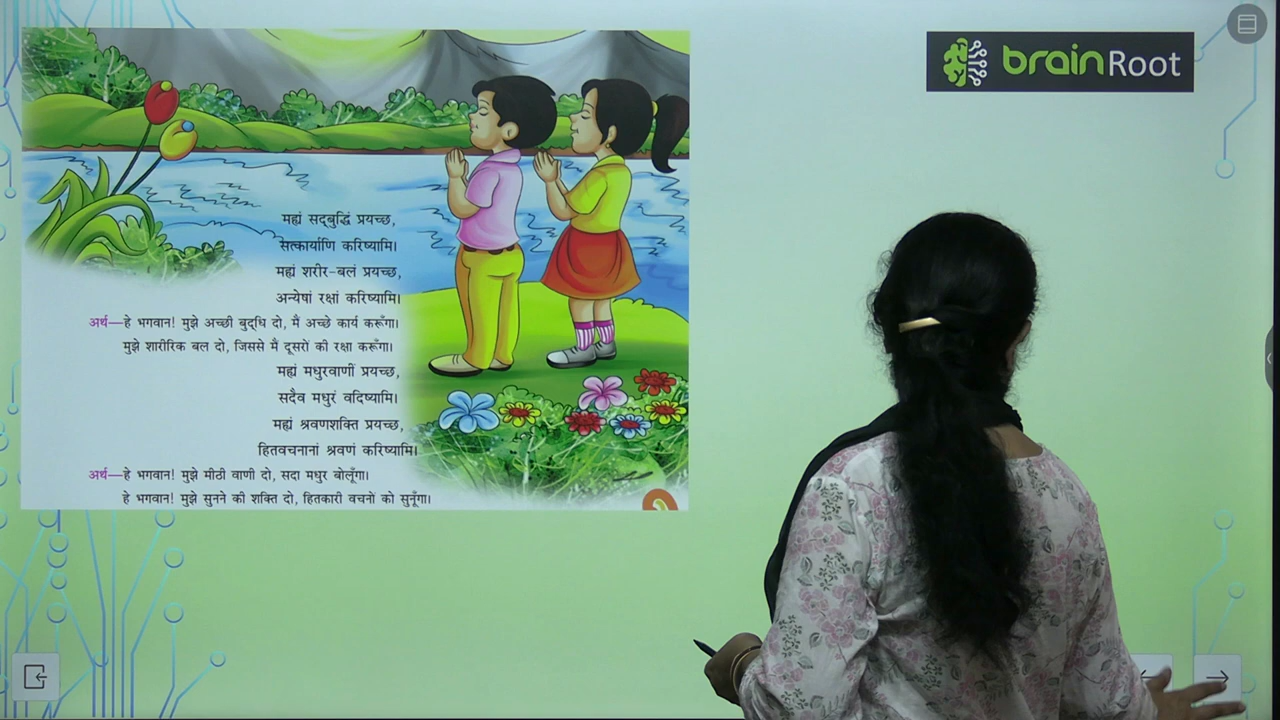 brainRoot
मह्यं सद्‌बुद्धिं प्रयच्छ,
सत्कार्याणि करिष्यामि।
मह्यं शरीर-बलं प्रयच्छ,
अन्येषां रक्षां करिष्यामि।
अर्थ—हे भगवान! मुझे अच्छी बुद्‌धि दो, मैं अच्छे कार्य करूँगा।
मुझे शारीरिक बल दो, जिससे मैं दूसरों की रक्षा करूँगा।
मह्यं मधुरवाणीं प्रयच्छ,
सदैव मधुरं वदिष्यामि।
मह्यं श्रवणशक्ति प्रयच्छ,
हितवचनानां श्रवणं करिष्यामि।
अर्थ—हे भगवान! मुझे मीठी वाणी दो, सदा मधुर बोलूँगा।
हे भगवान! मुझे सुनने की शक्ति दो, हितकारी वचनो को सुनूँगा।